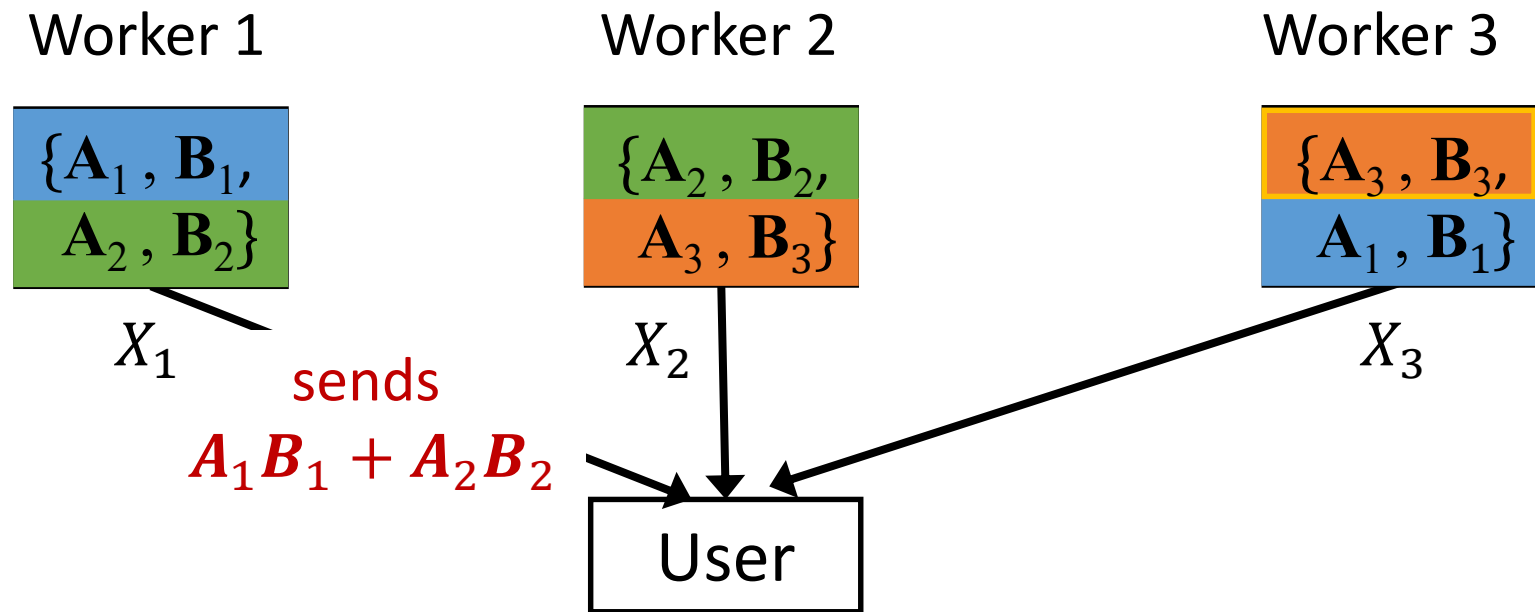 Worker 1
Worker 2
Worker 3
{A₁ , B₁,
A₂ , B₂}
{A₂ , B₂,
A₃ , B₃}
{A₃ , B₃,
A₁ , B₁}
X₁
X₂
X₃
sends
A₁B₁ + A₂B₂
User